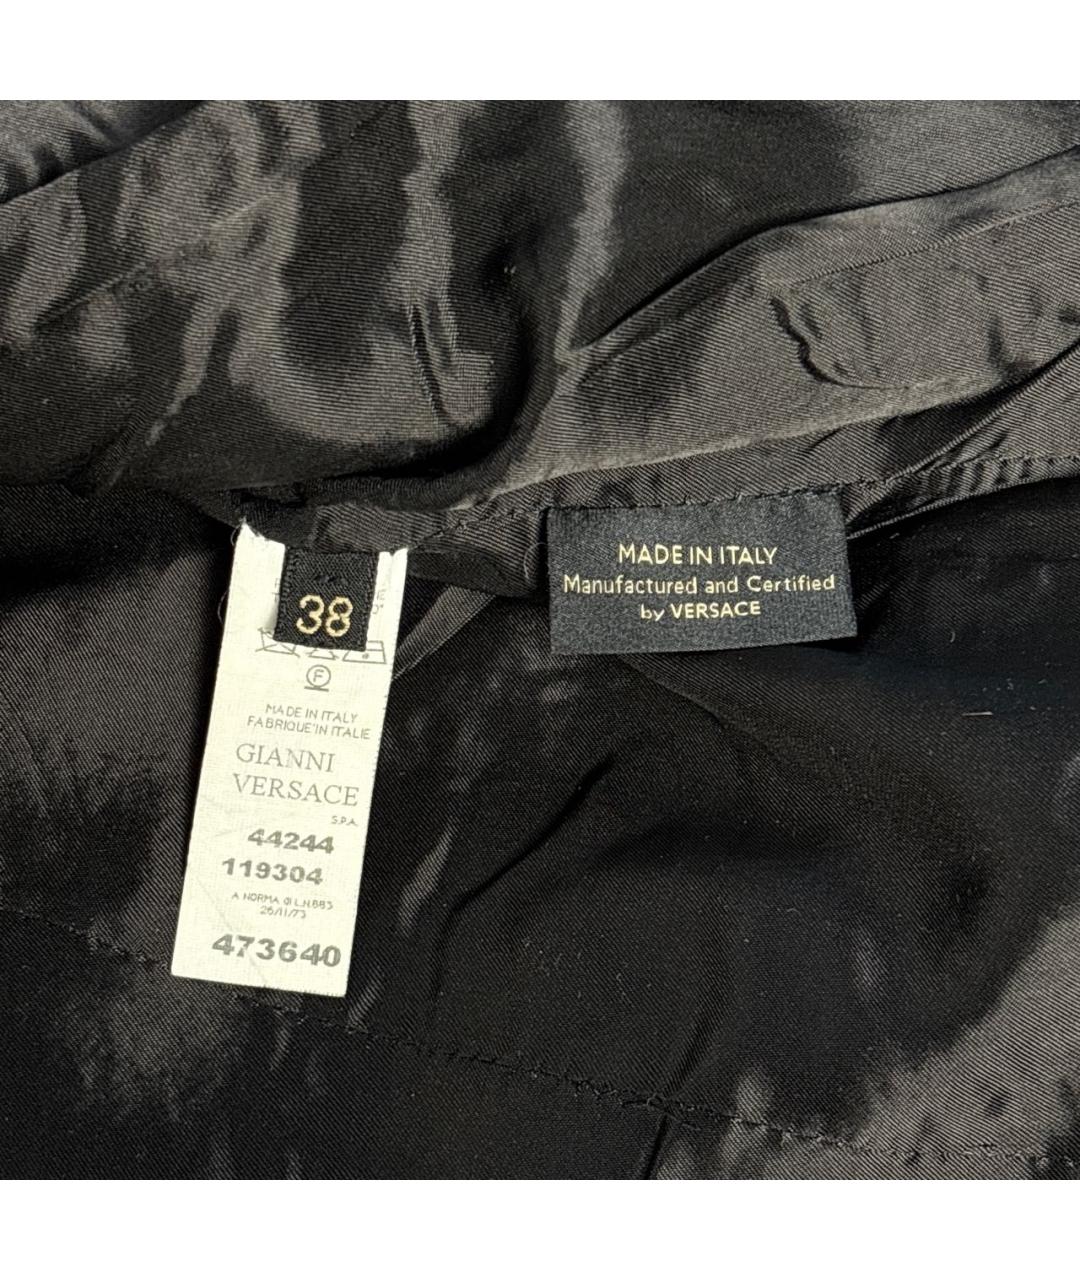 38
F
MADE IN ITALY
FABRIQUE'IN ITALIE
GIANNI
VERSACE
S.P.A.
44244
119304
A NORMA DI L.N.883
26/11/73
473640
MADE IN ITALY
Manufactured and Certified
by VERSACE